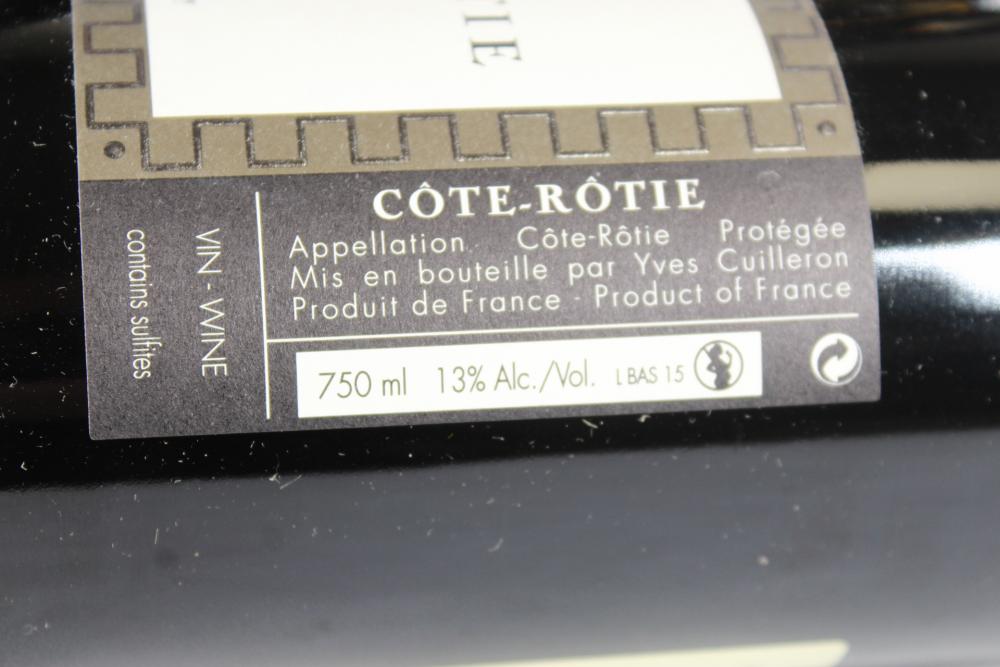 TIE
CÔTE-RÔTIE
Appellation Côte-Rôtie Protégée
Mis en bouteille par Yves Cuilleron
Produit de France - Product of France
750 ml 13% Alc./Vol. L BAS 15
VIN - WINE
contains sulfites